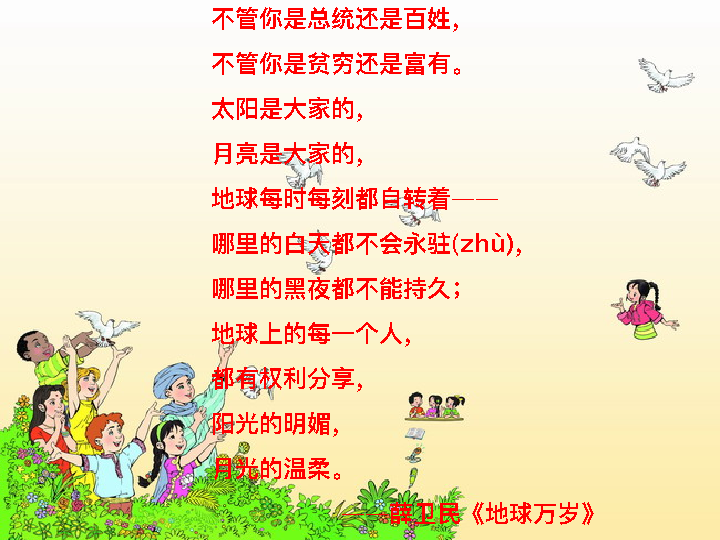 不管你是总统还是百姓，
不管你是贫穷还是富有。
太阳是大家的，
月亮是大家的，
地球每时每刻都自转着——
哪里的白天都不会永驻(zhù)，
哪里的黑夜都不能持久；
地球上的每一个人，
都有权利分享，
阳光的明媚，
月光的温柔。
——薛卫民《地球万岁》